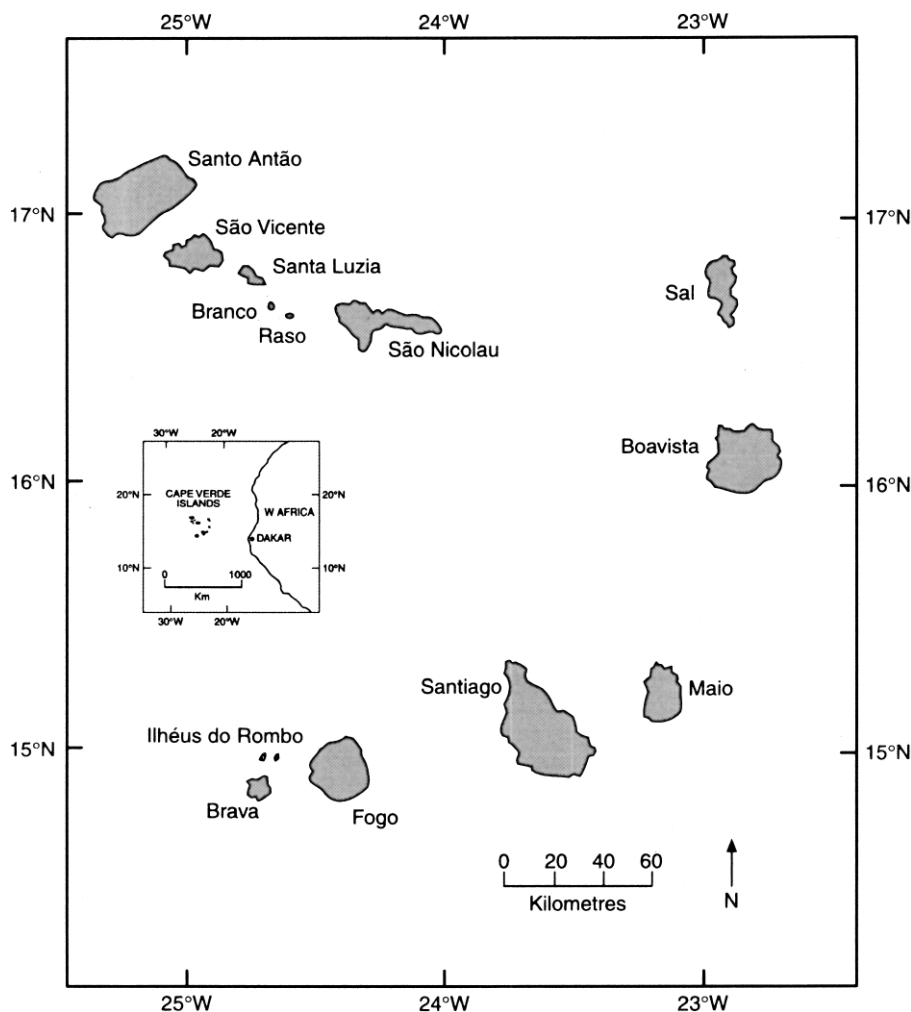 25°W 24°W 23°W
Santo Antão
17°N 17°N
São Vicente
Santa Luzia
Sal
Branco
Raso
São Nicolau
30°W 20°W
Boavista
16°N 16°N
20°N 20°N
CAPE VERDE
ISLANDS
W AFRICA
DAKAR
10°N 10°N
0 1000
Km
30°W 20°W
Santiago
Maio
Ilhéus do Rombo
15°N 15°N
Brava
Fogo
0 20 40 60
Kilometres
N
25°W 24°W 23°W